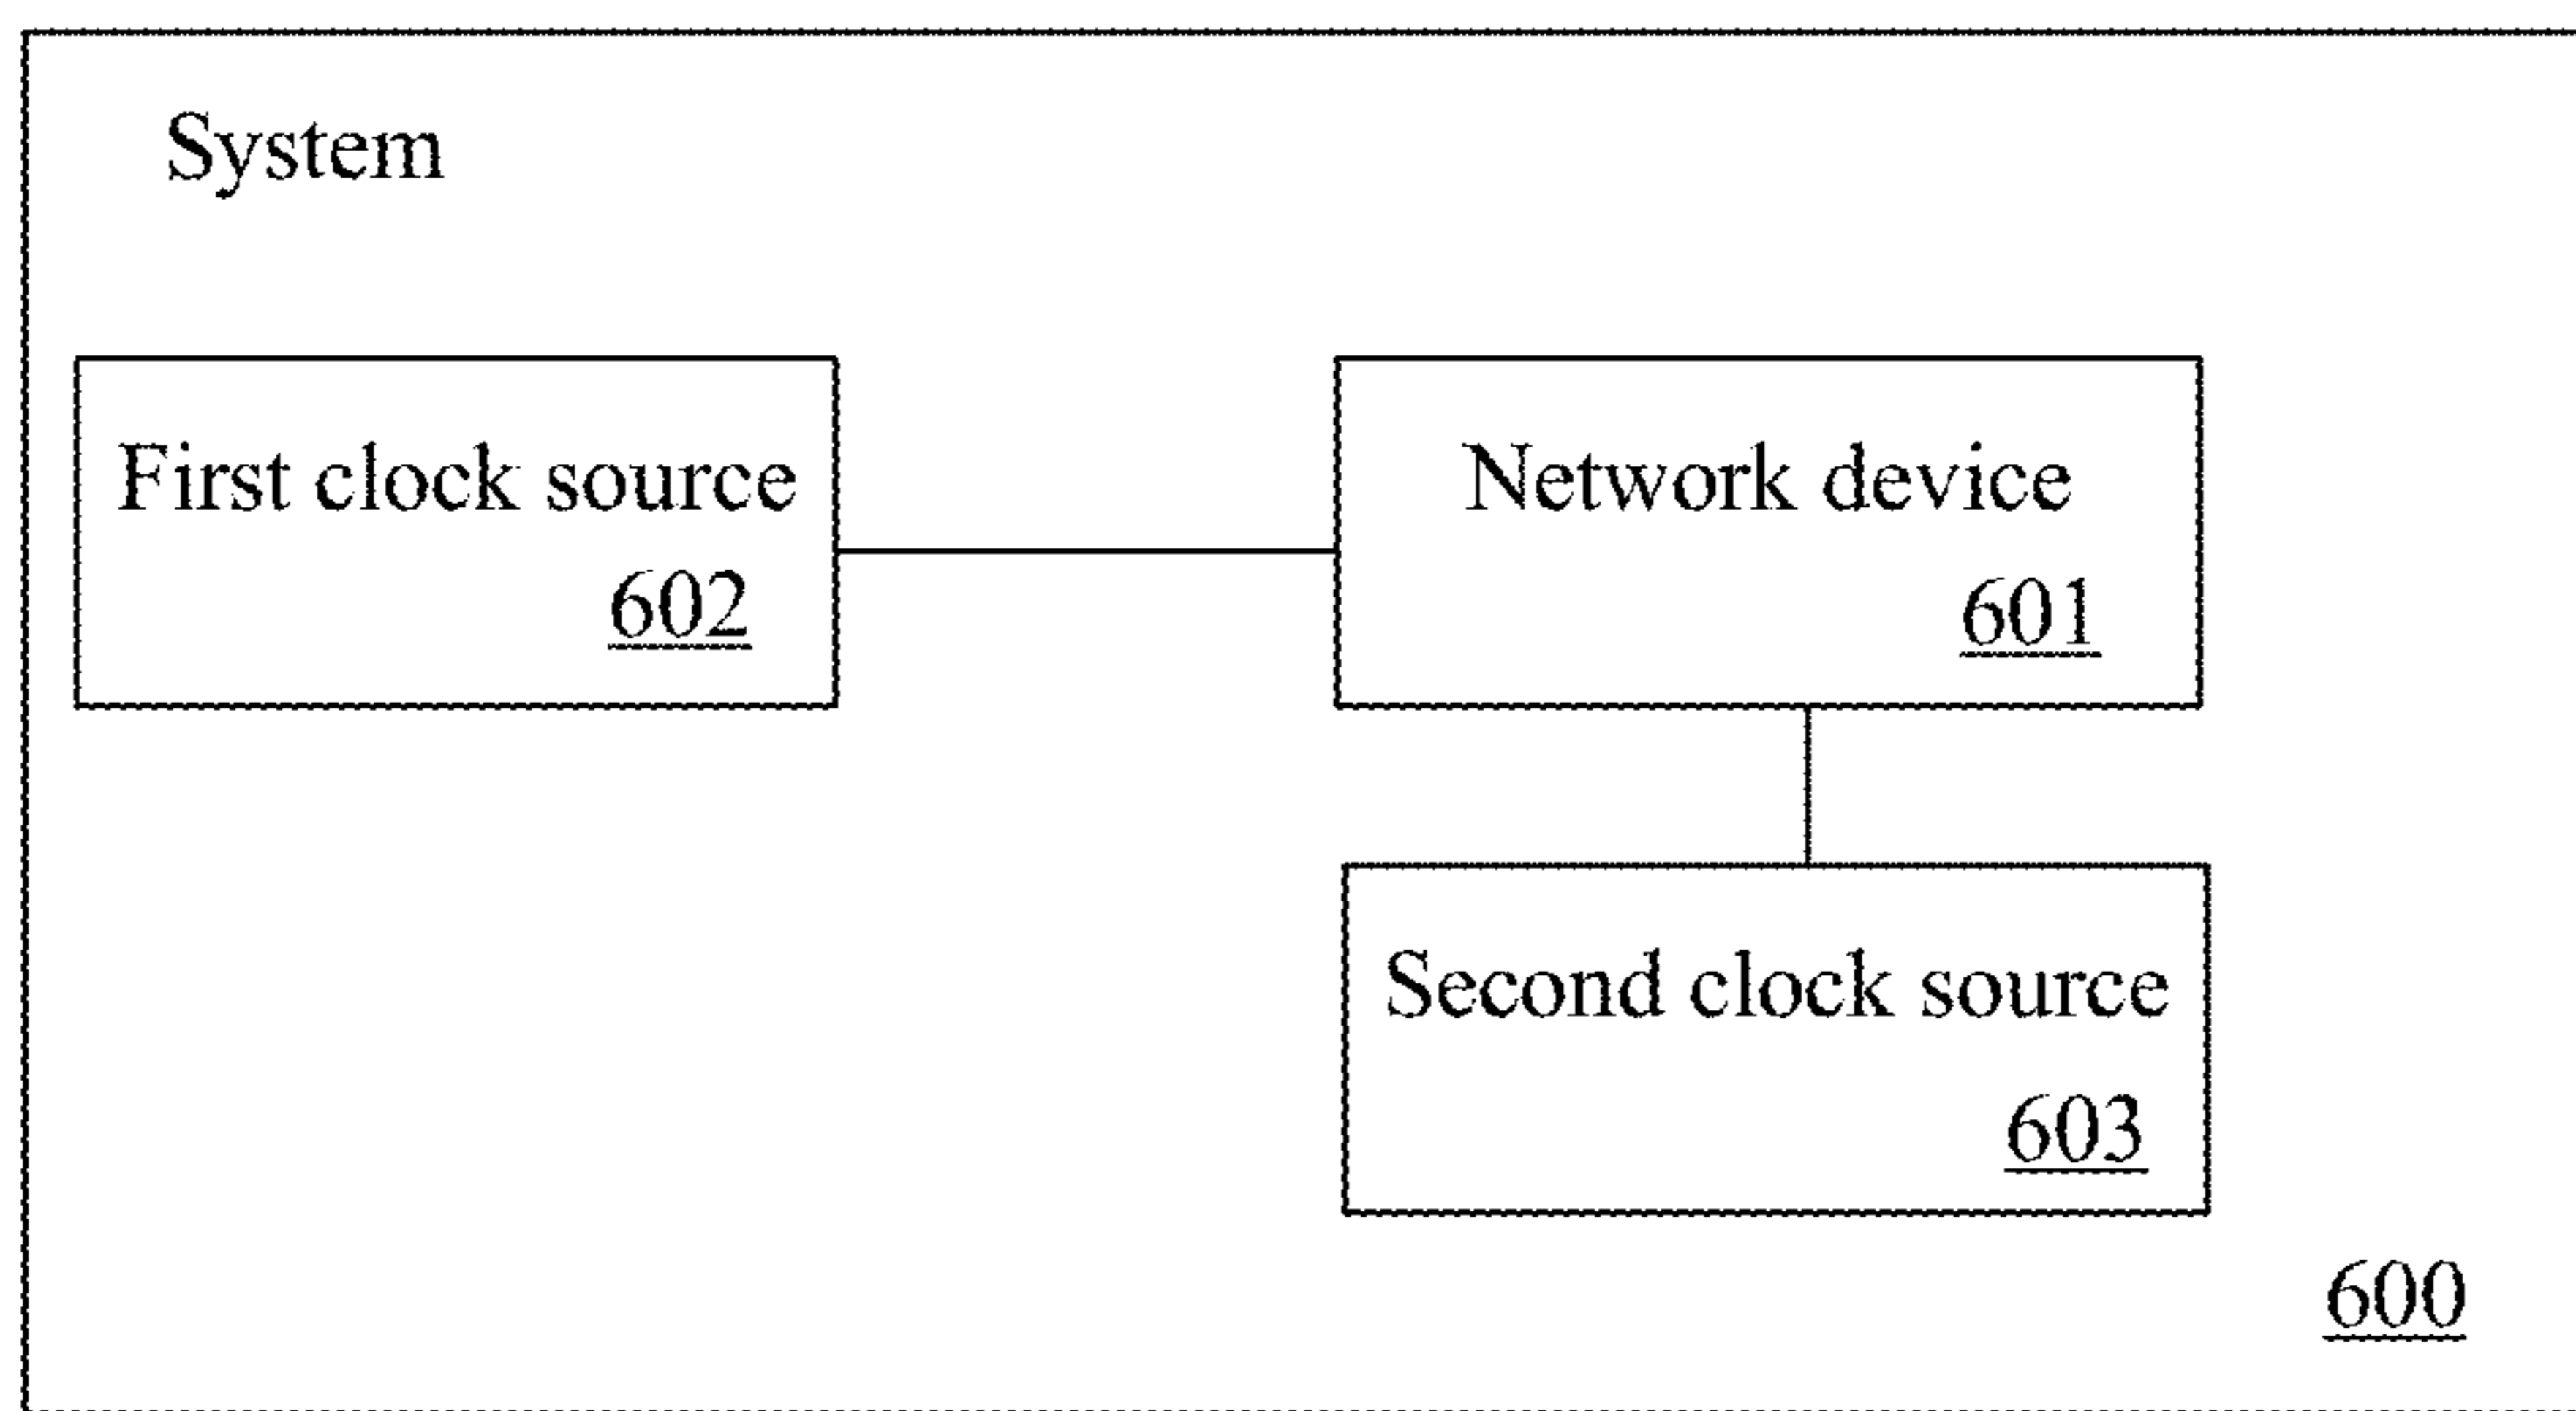 System
First clock source
602
Network device
601
Second clock source
603
600